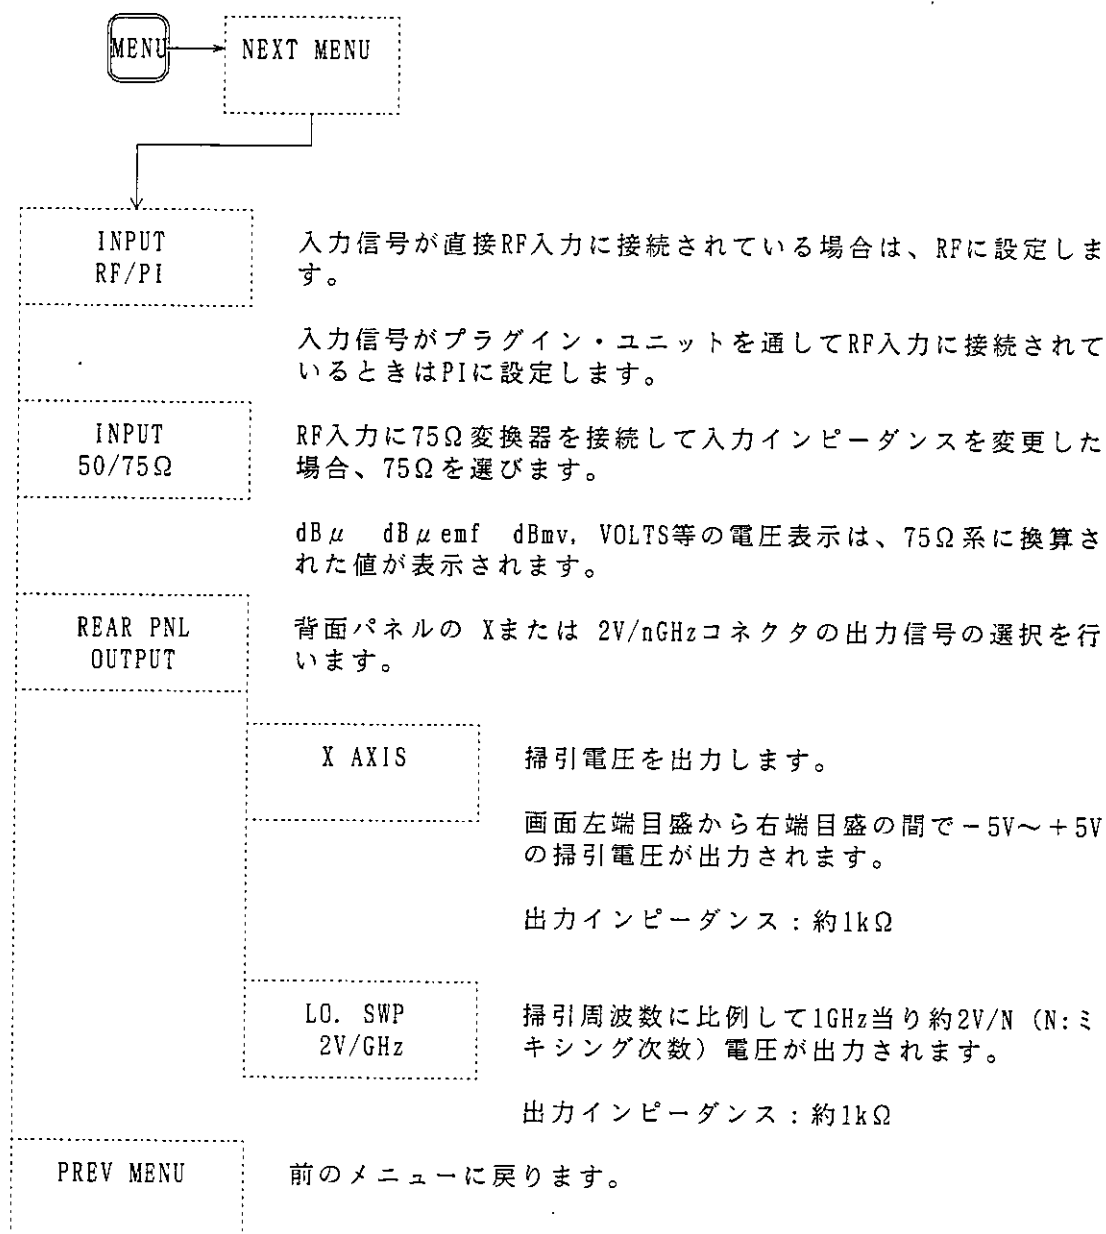 MENU
NEXT MENU
INPUT
RF/PI
入力信号が直接RF入力に接続されている場合は、RFに設定しま
す。
入力信号がプラグイン・ユニットを通してRF入力に接続されて
いるときはPIに設定します。
INPUT
50/75Ω
RF入力に75Ω変換器を接続して入力インピーダンスを変更した
場合、75Ωを選びます。
dBμ dBμemf dBmv, VOLTS等の電圧表示は、75Ω系に換算さ
れた値が表示されます。
REAR PNL
OUTPUT
背面パネルの Xまたは 2V/nGHzコネクタの出力信号の選択を行
います。
X AXIS
掃引電圧を出力します。
画面左端目盛から右端目盛の間で－5V～＋5V
の掃引電圧が出力されます。
出力インピーダンス：約1kΩ
LO. SWP
2V/GHz
掃引周波数に比例して1GHz当り約2V/N (N:ミ
キシング次数) 電圧が出力されます。
出力インピーダンス：約1kΩ
PREV MENU
前のメニューに戻ります。